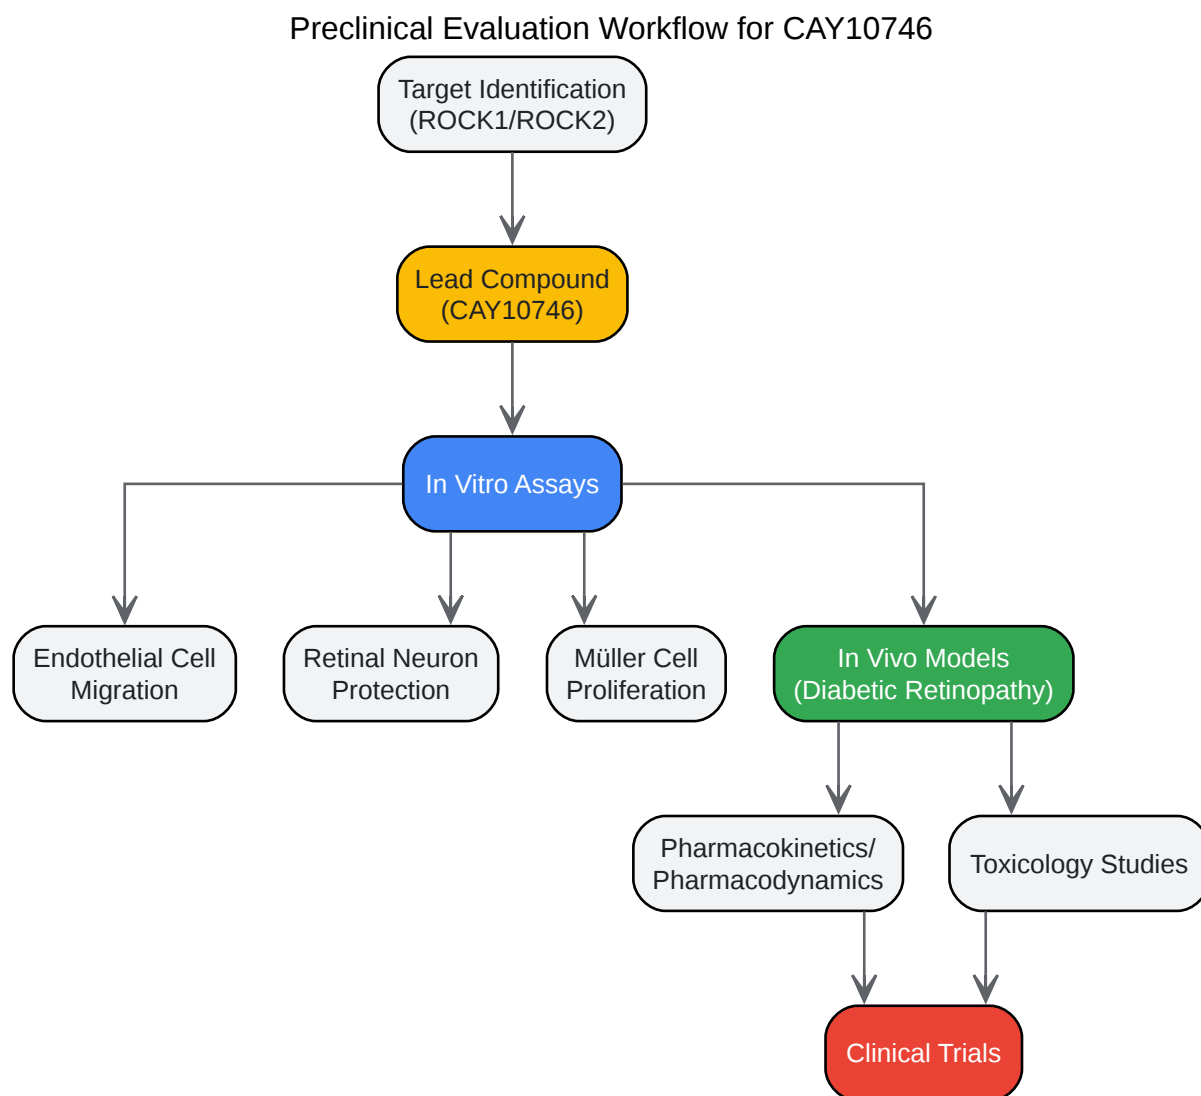 Preclinical Evaluation Workflow for CAY10746
Target Identification
(ROCK1/ROCK2)
Lead Compound
(CAY10746)
In Vitro Assays
Endothelial Cell
Migration
Retinal Neuron
Protection
Müller Cell
Proliferation
In Vivo Models
(Diabetic Retinopathy)
Pharmacokinetics/
Pharmacodynamics
Toxicology Studies
Clinical Trials